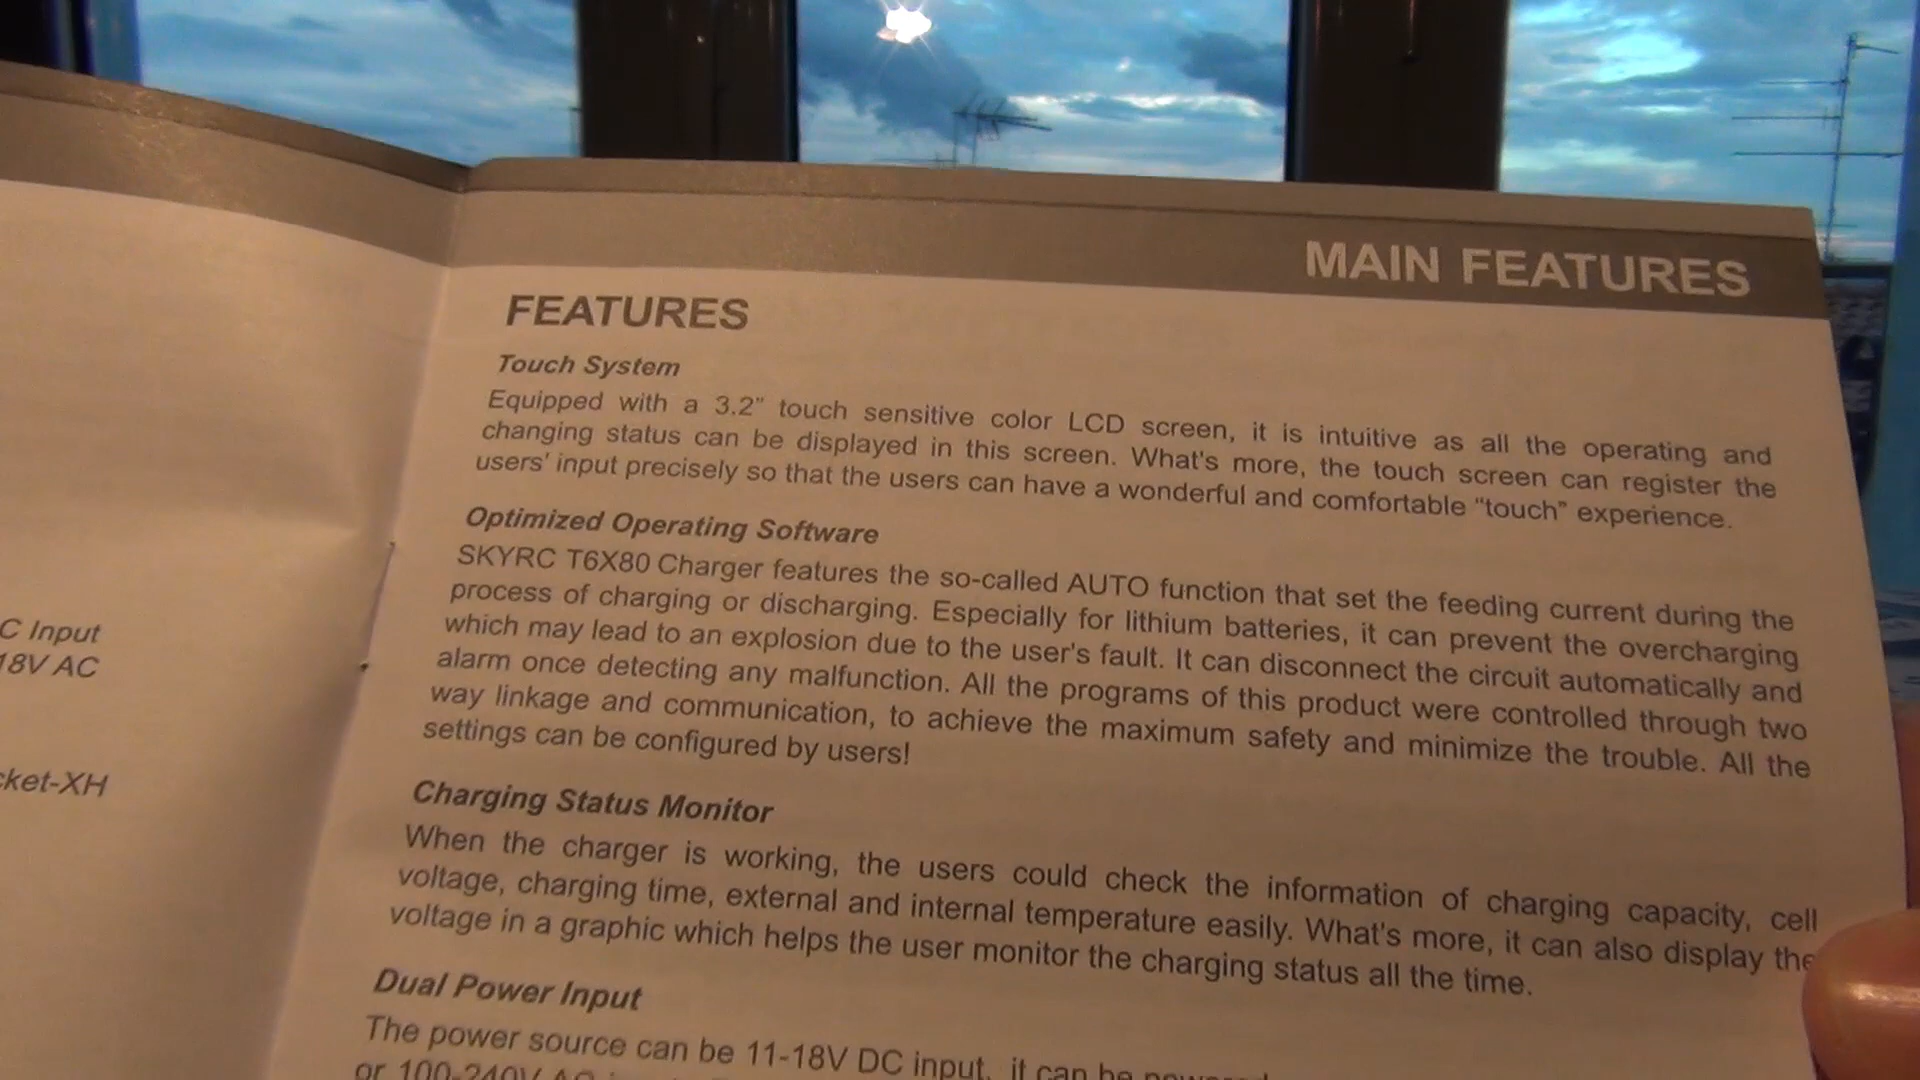 C Input
18V AC
cket-XH
MAIN FEATURES
FEATURES
Touch System
Equipped with a 3.2" touch sensitive color LCD screen, it is intuitive as all the operating and
changing status can be displayed in this screen. What's more, the touch screen can register the
users' input precisely so that the users can have a wonderful and comfortable “touch” experience.
Optimized Operating Software
SKYRC T6X80 Charger features the so-called AUTO function that set the feeding current during the
process of charging or discharging. Especially for lithium batteries, it can prevent the overcharging
which may lead to an explosion due to the user's fault. It can disconnect the circuit automatically and
alarm once detecting any malfunction. All the programs of this product were controlled through two
way linkage and communication, to achieve the maximum safety and minimize the trouble. All the
settings can be configured by users!
Charging Status Monitor
When the charger is working, the users could check the information of charging capacity, cell
voltage, charging time, external and internal temperature easily. What's more, it can also display the
voltage in a graphic which helps the user monitor the charging status all the time.
Dual Power Input
The power source can be 11-18V DC input, it can be powered
or 100-240V AC